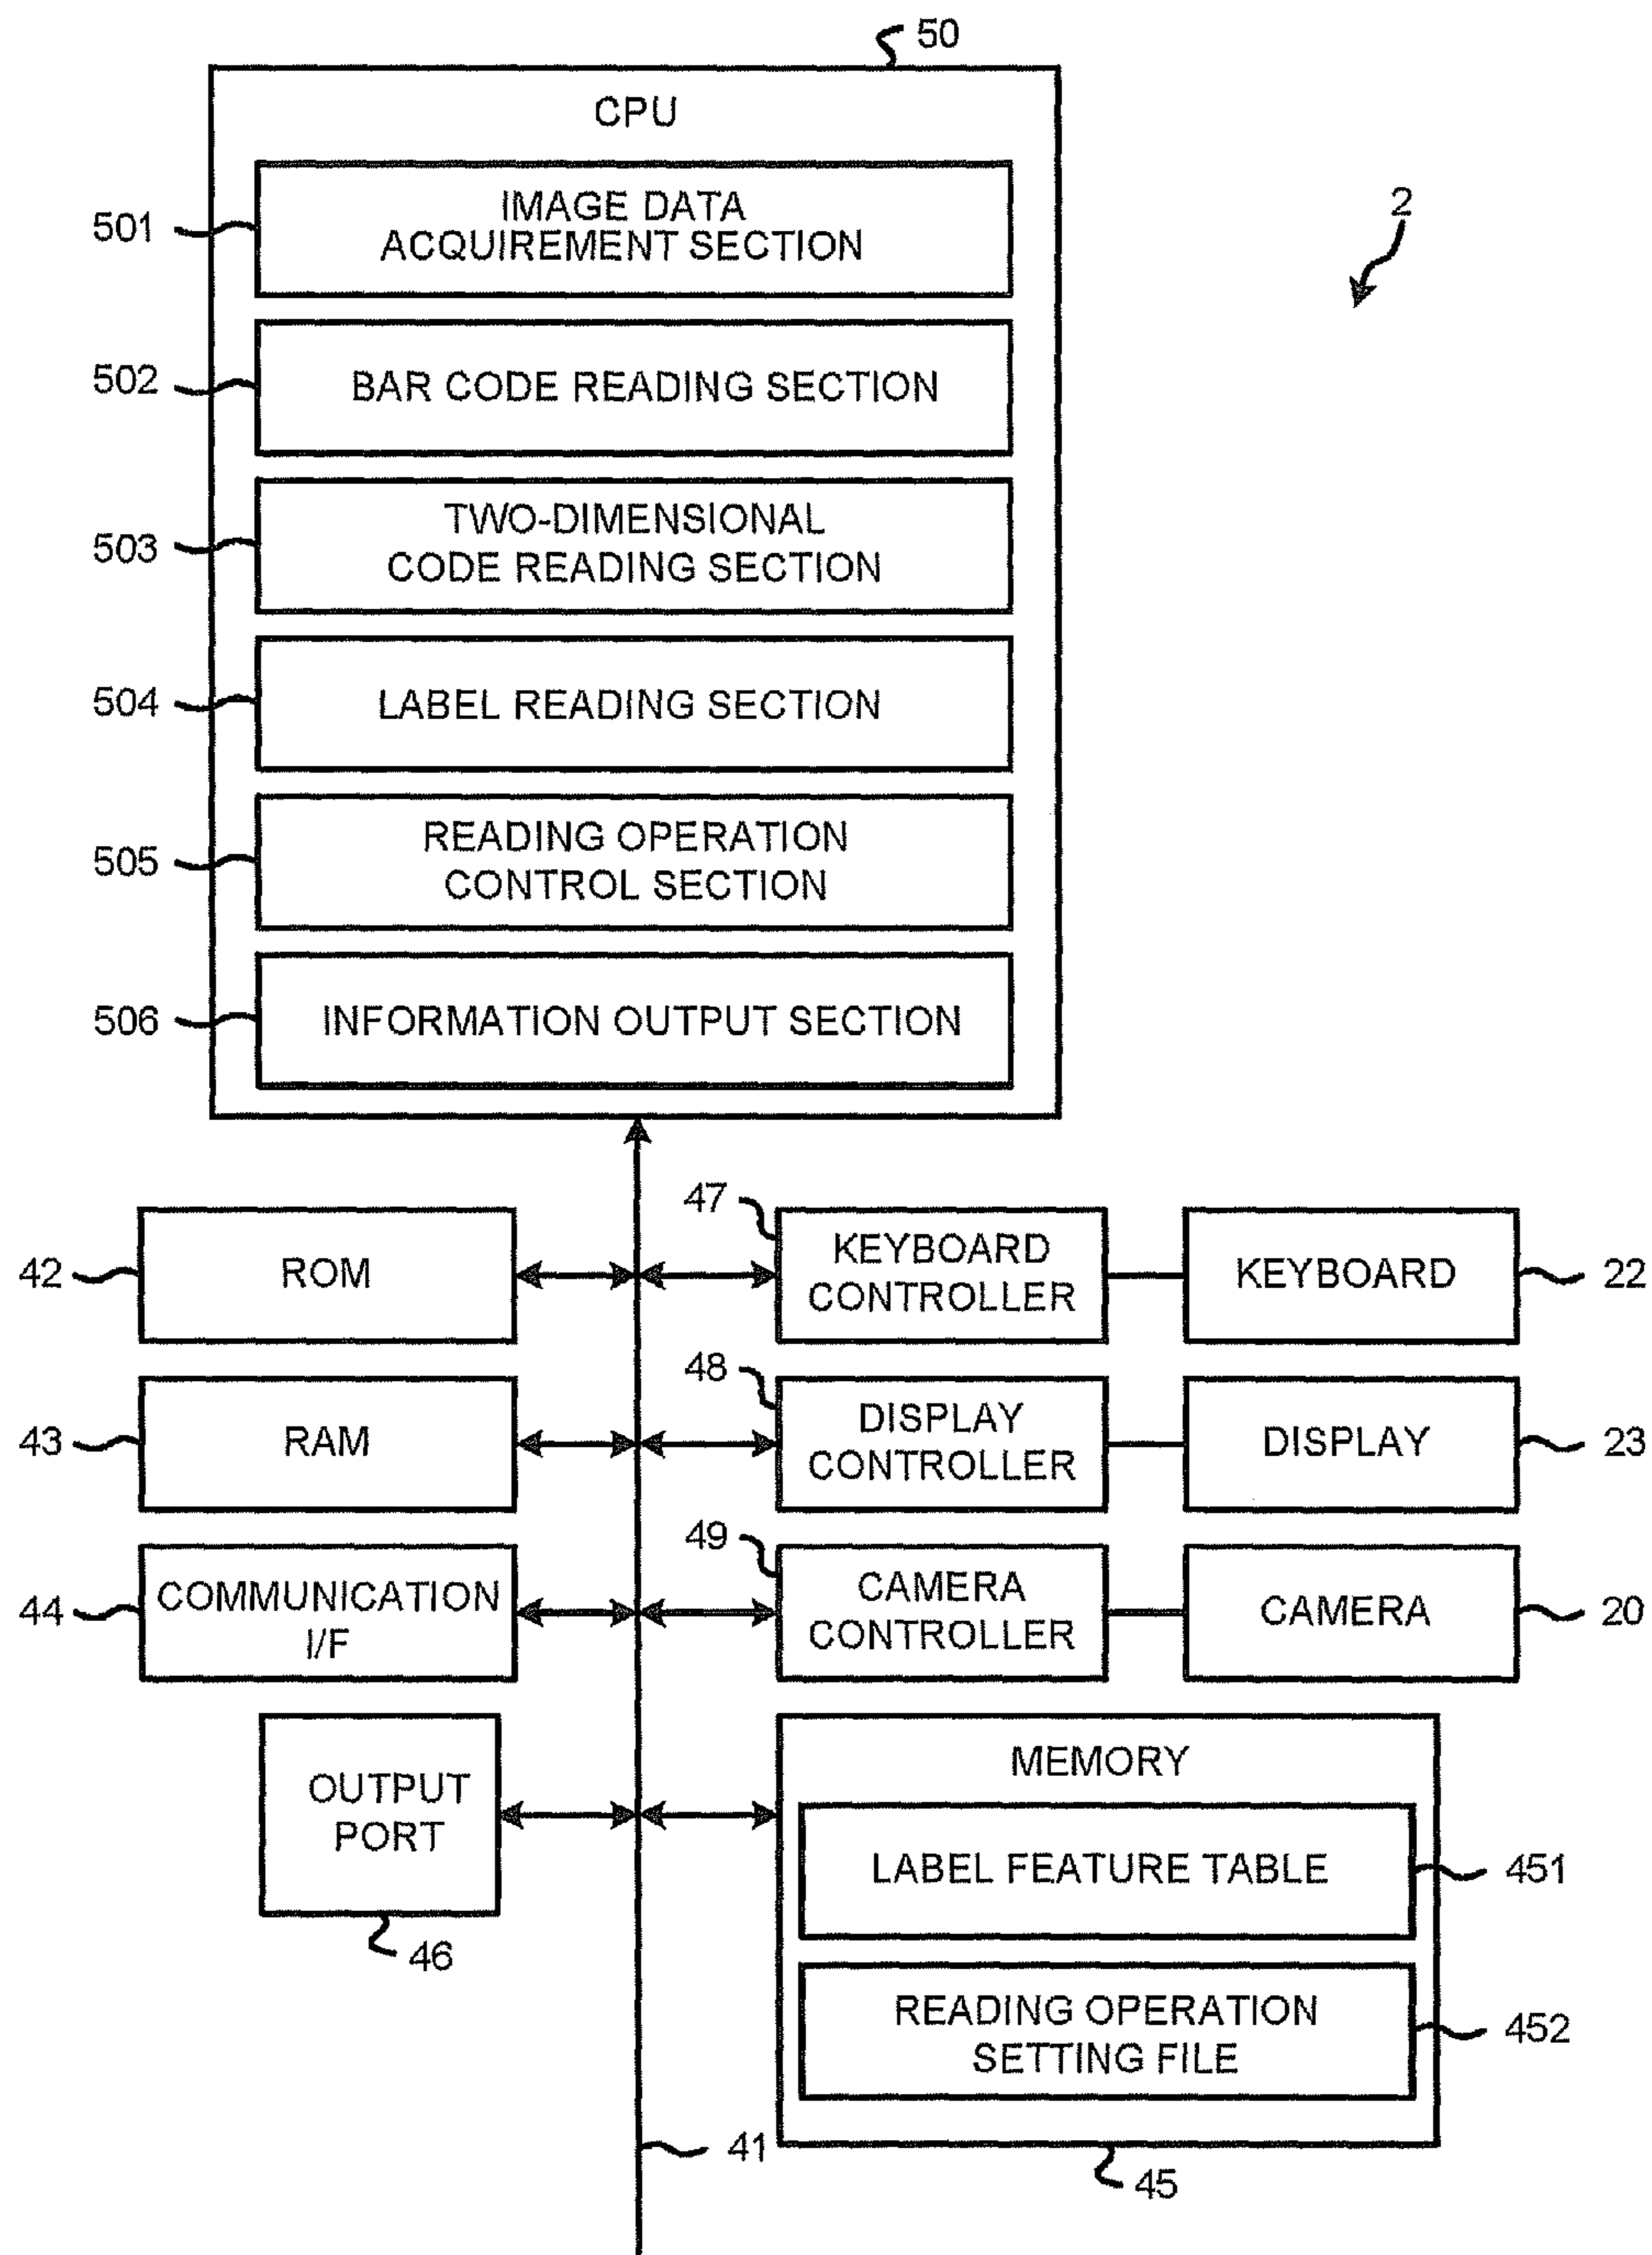 50
CPU
501
IMAGE DATA
ACQUIREMENT SECTION
2
502
BAR CODE READING SECTION
503
TWO-DIMENSIONAL
CODE READING SECTION
504
LABEL READING SECTION
505
READING OPERATION
CONTROL SECTION
506
INFORMATION OUTPUT SECTION
42
ROM
47
KEYBOARD
CONTROLLER
KEYBOARD
22
43
RAM
48
DISPLAY
CONTROLLER
DISPLAY
23
44
COMMUNICATION
I/F
49
CAMERA
CONTROLLER
CAMERA
20
OUTPUT
PORT
46
MEMORY
LABEL FEATURE TABLE
451
READING OPERATION
SETTING FILE
452
41
45